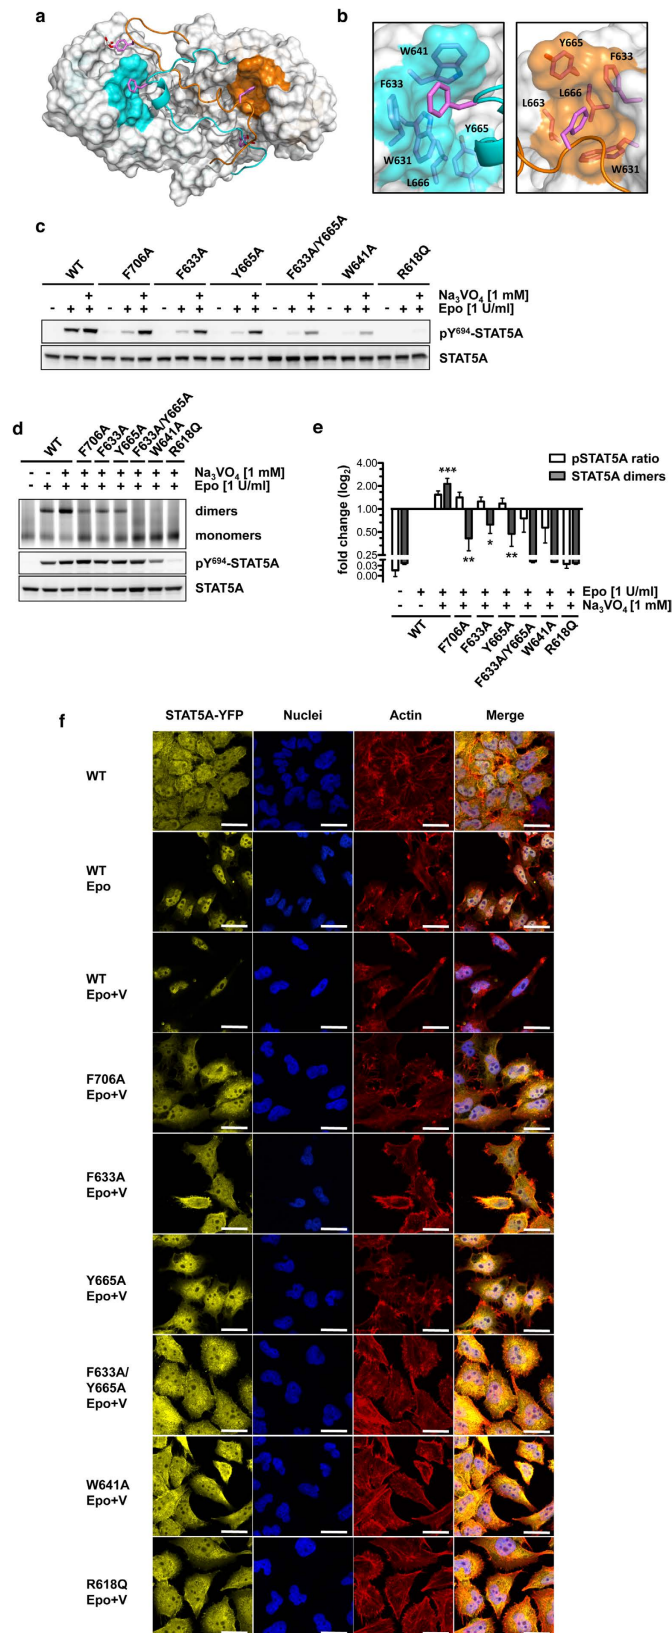 a
b
W641
F633
Y665
W631
L666
Y665
F633
L666
L663
W631
c
WT
F706A
F633A
Y665A
F633A/Y665A
W641A
R618Q
+ + + + + + Na₃VO₄ [1 mM]
- + + - + + - + + - + + - + + - + + - + + Epo [1 U/ml]
pY⁶⁹⁴-STAT5A
STAT5A
d
WT
F706A
F633A
Y665A
F633A/Y665A
W641A
R618Q
- - + + + + + + + Na₃VO₄ [1 mM]
- + + + + + + + + Epo [1 U/ml]
dimers
monomers
pY⁶⁹⁴-STAT5A
STAT5A
e
pSTAT5A ratio
STAT5A dimers
fold change (log₂)
4.00
2.00
1.00
0.50
0.25
0.03
0.00
***
**
*
**
- + + + + + + + + Epo [1 U/ml]
- - + + + + + + + Na₃VO₄ [1 mM]
WT
F706A
F633A
Y665A
F633A/Y665A
W641A
R618Q
f
STAT5A-YFP Nuclei Actin Merge
WT
WT
Epo
WT
Epo+V
F706A
Epo+V
F633A
Epo+V
Y665A
Epo+V
F633A/
Y665A
Epo+V
W641A
Epo+V
R618Q
Epo+V